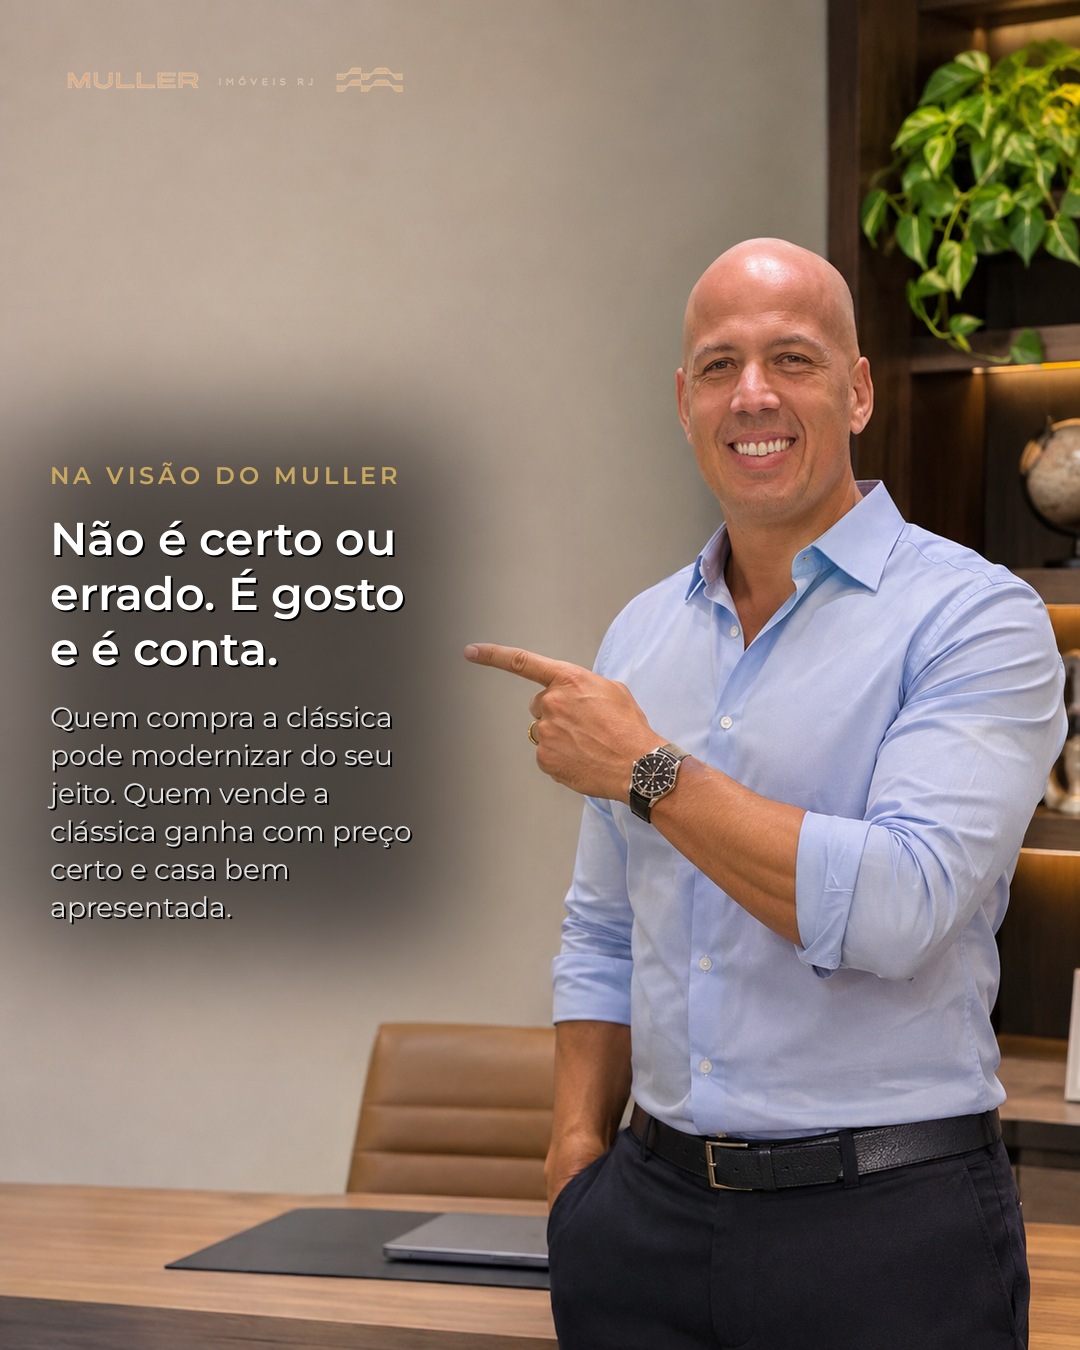 MULLER IMÓVEIS RJ
NA VISÃO DO MULLER
Não é certo ou
errado. É gosto
e é conta.
Quem compra a clássica
pode modernizar do seu
jeito. Quem vende a
clássica ganha com preço
certo e casa bem
apresentada.